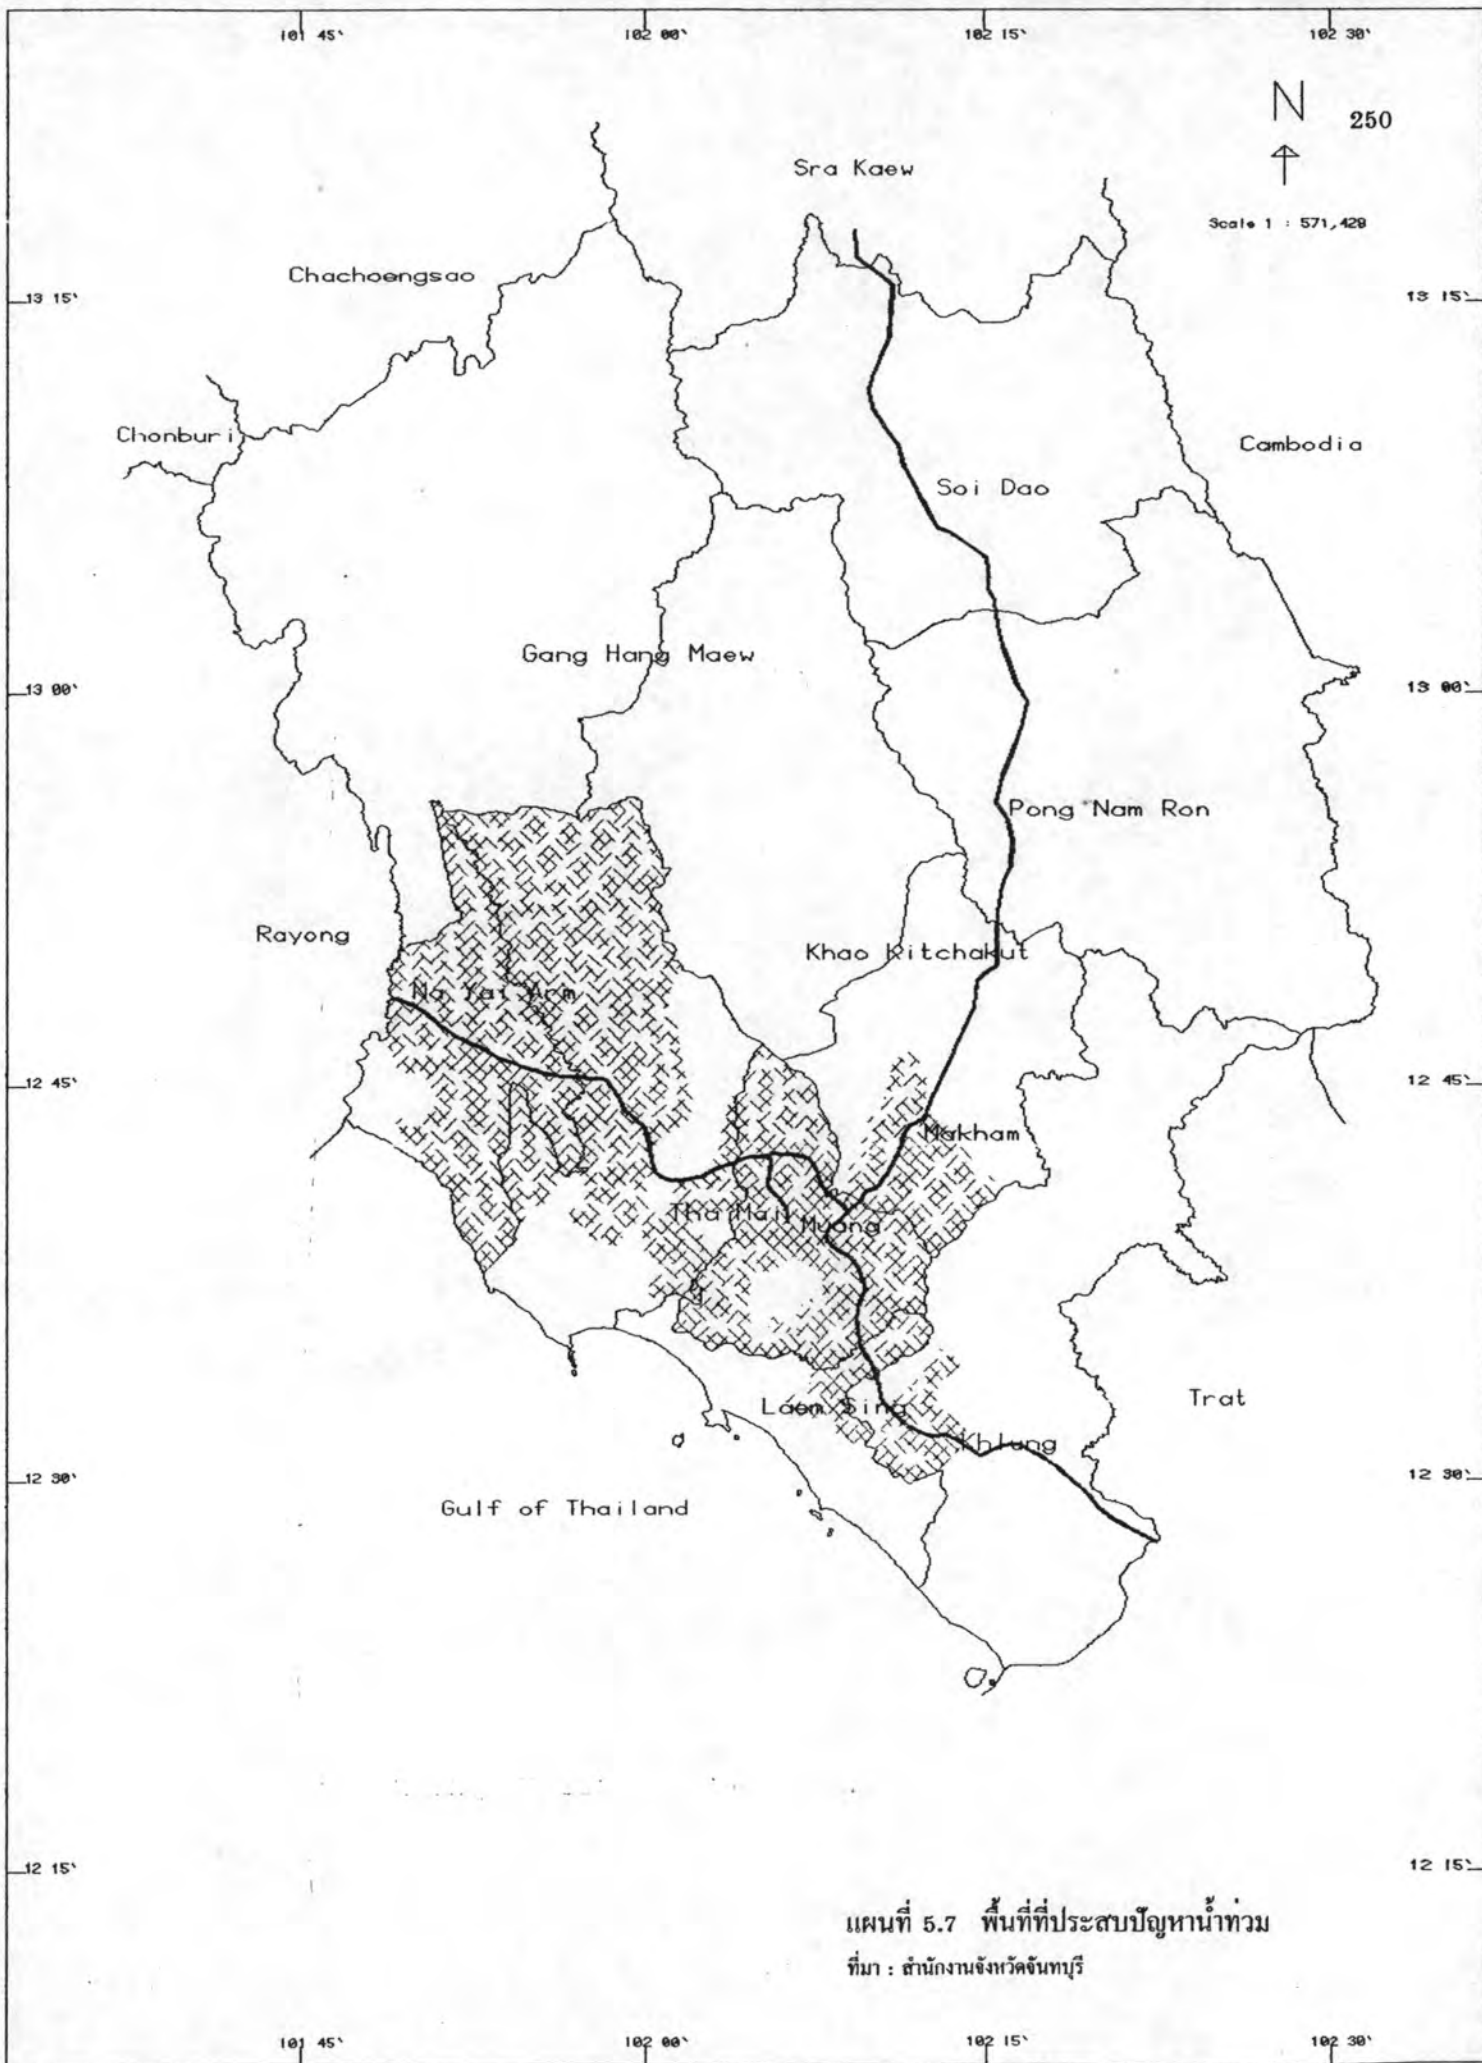 101 45` 102 00` 102 15` 102 30`
N 250
Sra Kaew
Scale 1 : 571,428
Chachoengsao
13 15` 13 15`
Chonburi
Cambodia
Soi Dao
Gang Hang Maew
13 00` 13 00`
Pong Nam Ron
Rayong
Khao Kitchakut
Na Yai Arm
12 45` 12 45`
Makham
Tha Mai Muong
Trat
Laem Sing
Khlung
12 30` 12 30`
Gulf of Thailand
12 15` 12 15`
แผนที่ 5.7 พื้นที่ที่ประสบปัญหาน้ำท่วม
ที่มา : สำนักงานจังหวัดจันทบุรี
101 45` 102 00` 102 15` 102 30`